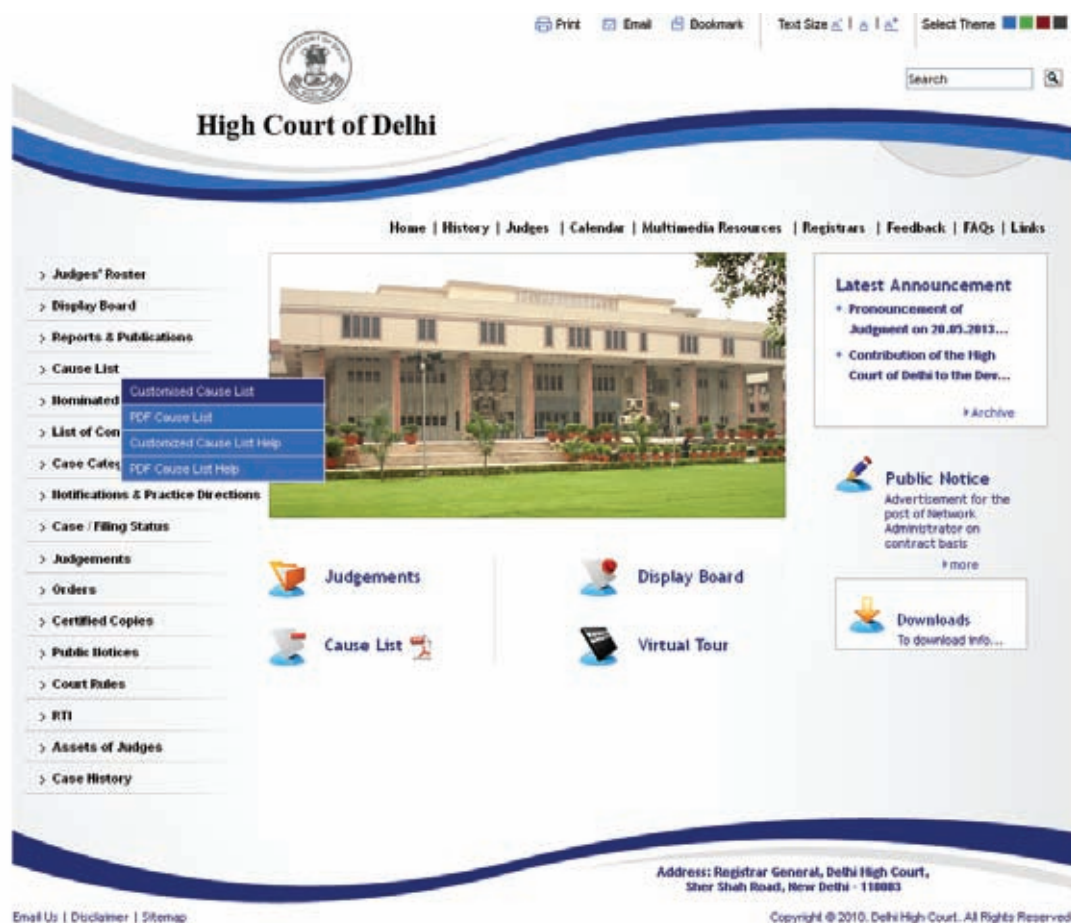 Print Email Bookmark Text Size A- | A | A+ Select Theme
Search
High Court of Delhi
Home | History | Judges | Calendar | Multimedia Resources | Registrars | Feedback | FAQs | Links
> Judges' Roster
> Display Board
> Reports & Publications
> Cause List
Customised Cause List
PDF Cause List
Customized Cause List Help
PDF Cause List Help
> Nominated
> List of Con
> Case Categ
> Notifications & Practice Directions
> Case / Filing Status
> Judgements
> Orders
> Certified Copies
> Public Notices
> Court Rules
> RTI
> Assets of Judges
> Case History
Judgements
Display Board
Cause List
Virtual Tour
Latest Announcement
Pronouncement of
Judgment on 20.05.2013...
Contribution of the High
Court of Delhi to the Dev...
Archive
Public Notice
Advertisement for the
post of Network
Administrator on
contract basis
more
Downloads
To download info...
Address: Registrar General, Delhi High Court,
Sher Shah Road, New Delhi - 110003
Email Us | Disclaimer | Sitemap
Copyright @ 2010. Delhi High Court. All Rights Reserved